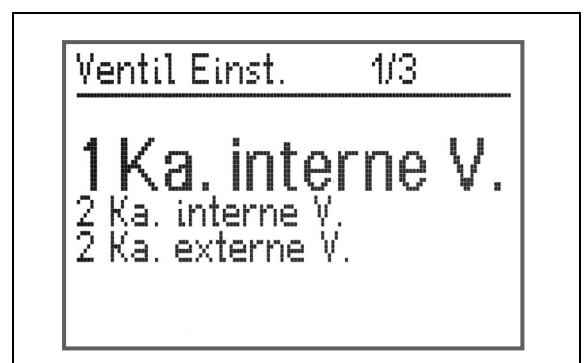 Ventil Einst. 1/3
1 Ka. interne V.
2 Ka. interne V.
2 Ka. externe V.